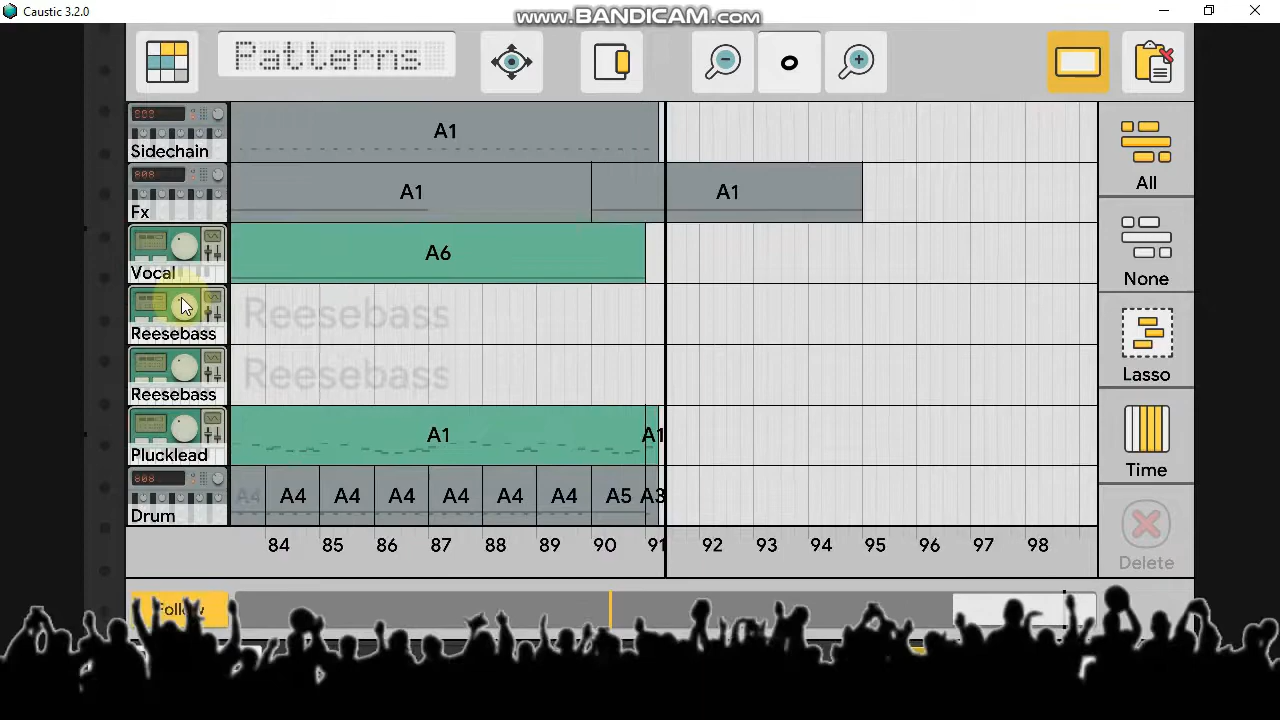 Caustic 3.2.0
www.BANDICAM.com
Patterns
Sidechain
A1
Fx
A1
A1
Vocal
A6
Reesebass
Reesebass
Reesebass
Reesebass
Plucklead
A1
A1
Drum
A4 A4 A4 A4 A4 A4 A4 A5 A3
84 85 86 87 88 89 90 91 92 93 94 95 96 97 98
All
None
Lasso
Time
Delete
Follow